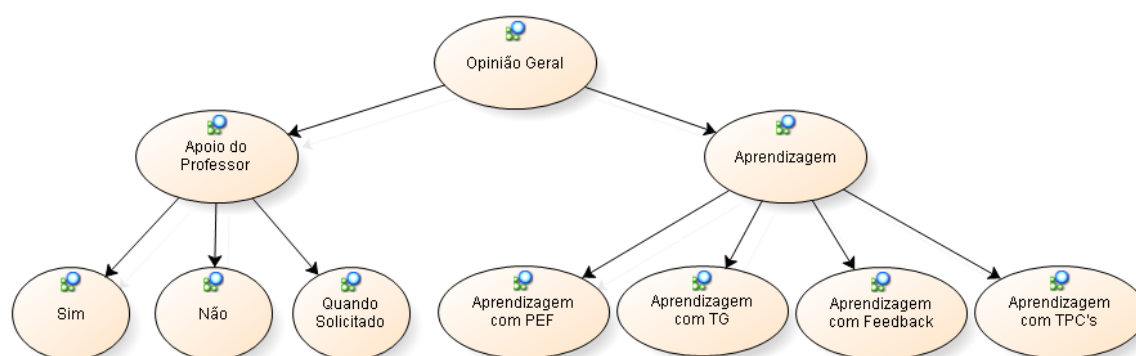 Opinião Geral
Apoio do
Professor
Aprendizagem
Sim
Não
Quando
Solicitado
Aprendizagem
com PEF
Aprendizagem
com TG
Aprendizagem
com Feedback
Aprendizagem
com TPC's